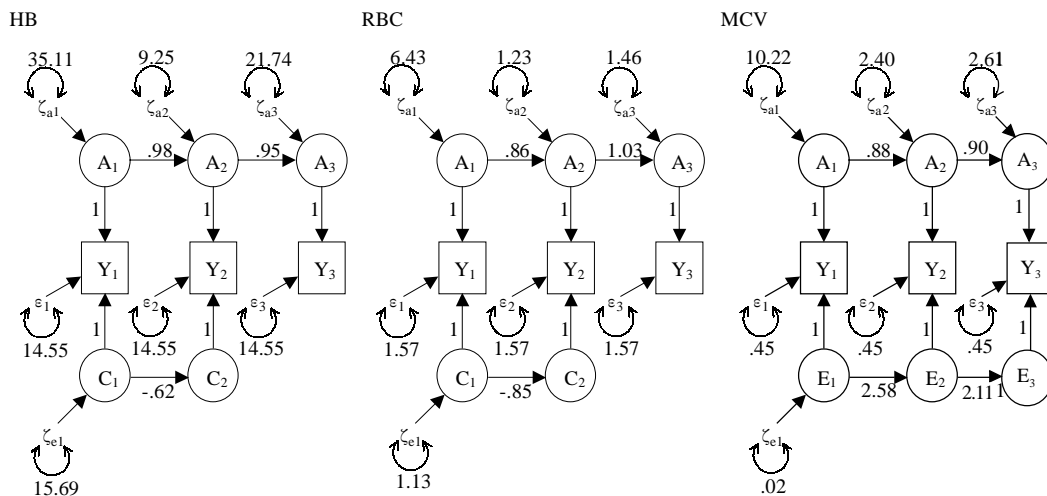 HB RBC MCV
35.11 9.25 21.74 6.43 1.23 1.46 10.22 2.40 2.61
ζa1 ζa2 ζa3 ζa1 ζa2 ζa3 ζa1 ζa2 ζa3
A1 .98 A2 .95 A3 A1 .86 A2 1.03 A3 A1 .88 A2 .90 A3
1 1 1 1 1 1 1 1 1
Y1 Y2 Y3 Y1 Y2 Y3 Y1 Y2 Y3
ε1 ε2 ε3 ε1 ε2 ε3 ε1 ε2 ε3
14.55 14.55 14.55 1.57 1.57 1.57 .45 .45 .45
1 1 1 1 1 1 1
C1 -.62 C2 C1 -.85 C2 E1 2.58 E2 2.11 E3
ζe1 ζe1 ζe1
15.69 1.13 .02